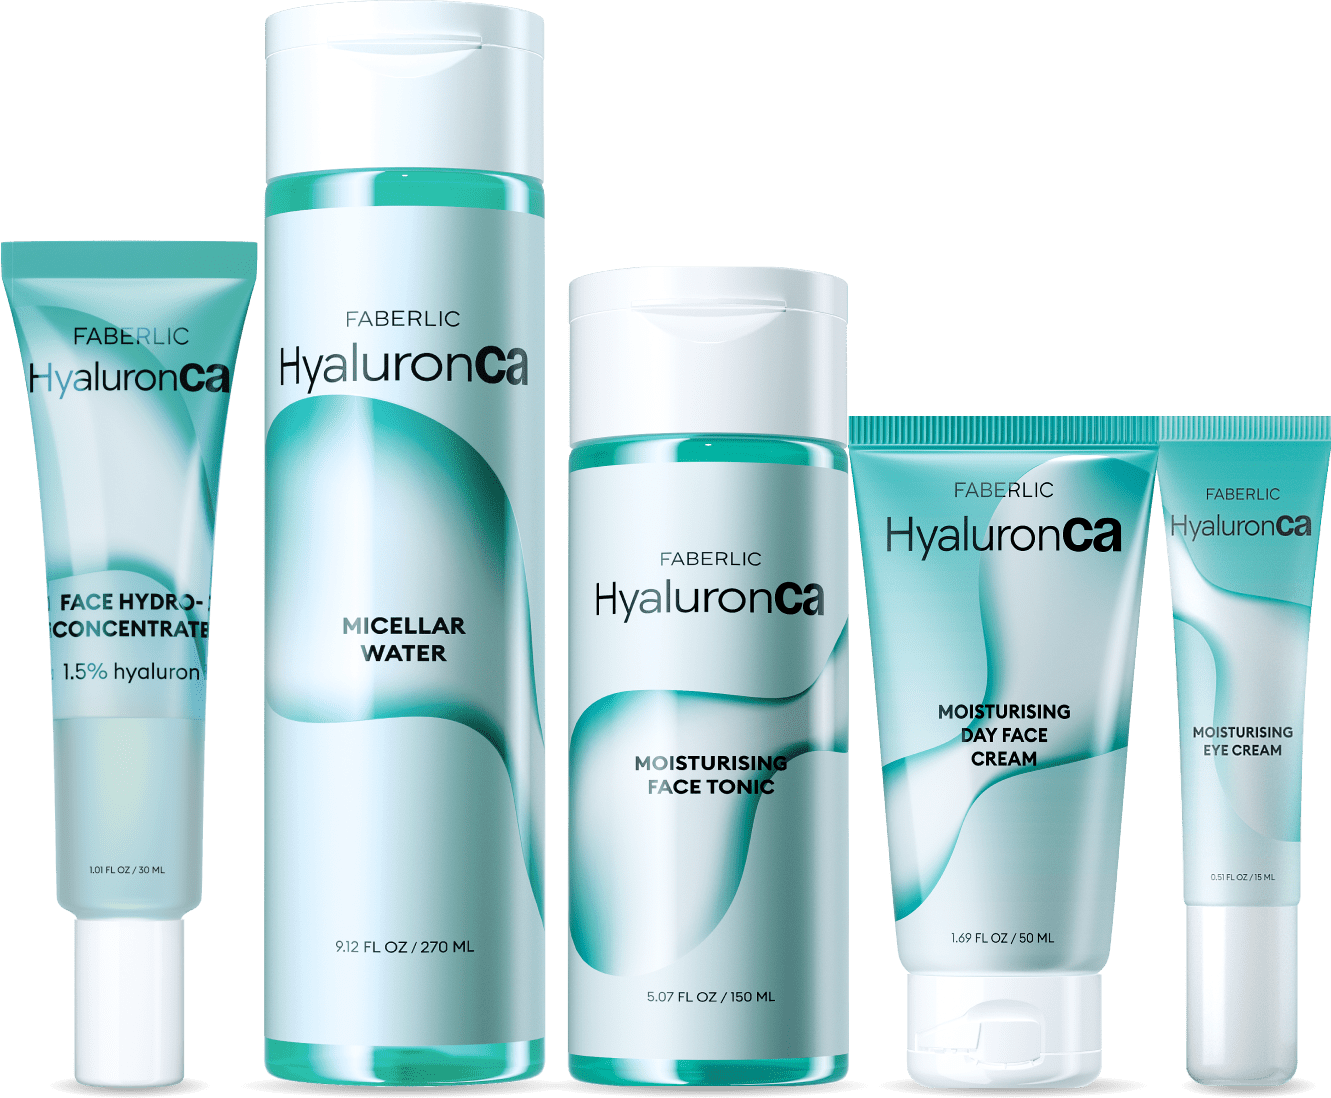 FABERLIC
HyaluronCa
FACE HYDRO-
CONCENTRATE
1.5% hyaluron
1.01 FL OZ / 30 ML
FABERLIC
HyaluronCa
MICELLAR
WATER
9.12 FL OZ / 270 ML
FABERLIC
HyaluronCa
MOISTURISING
FACE TONIC
5.07 FL OZ / 150 ML
FABERLIC
HyaluronCa
MOISTURISING
DAY FACE
CREAM
1.69 FL OZ / 50 ML
FABERLIC
HyaluronCa
MOISTURISING
EYE CREAM
0.51 FL OZ / 15 ML